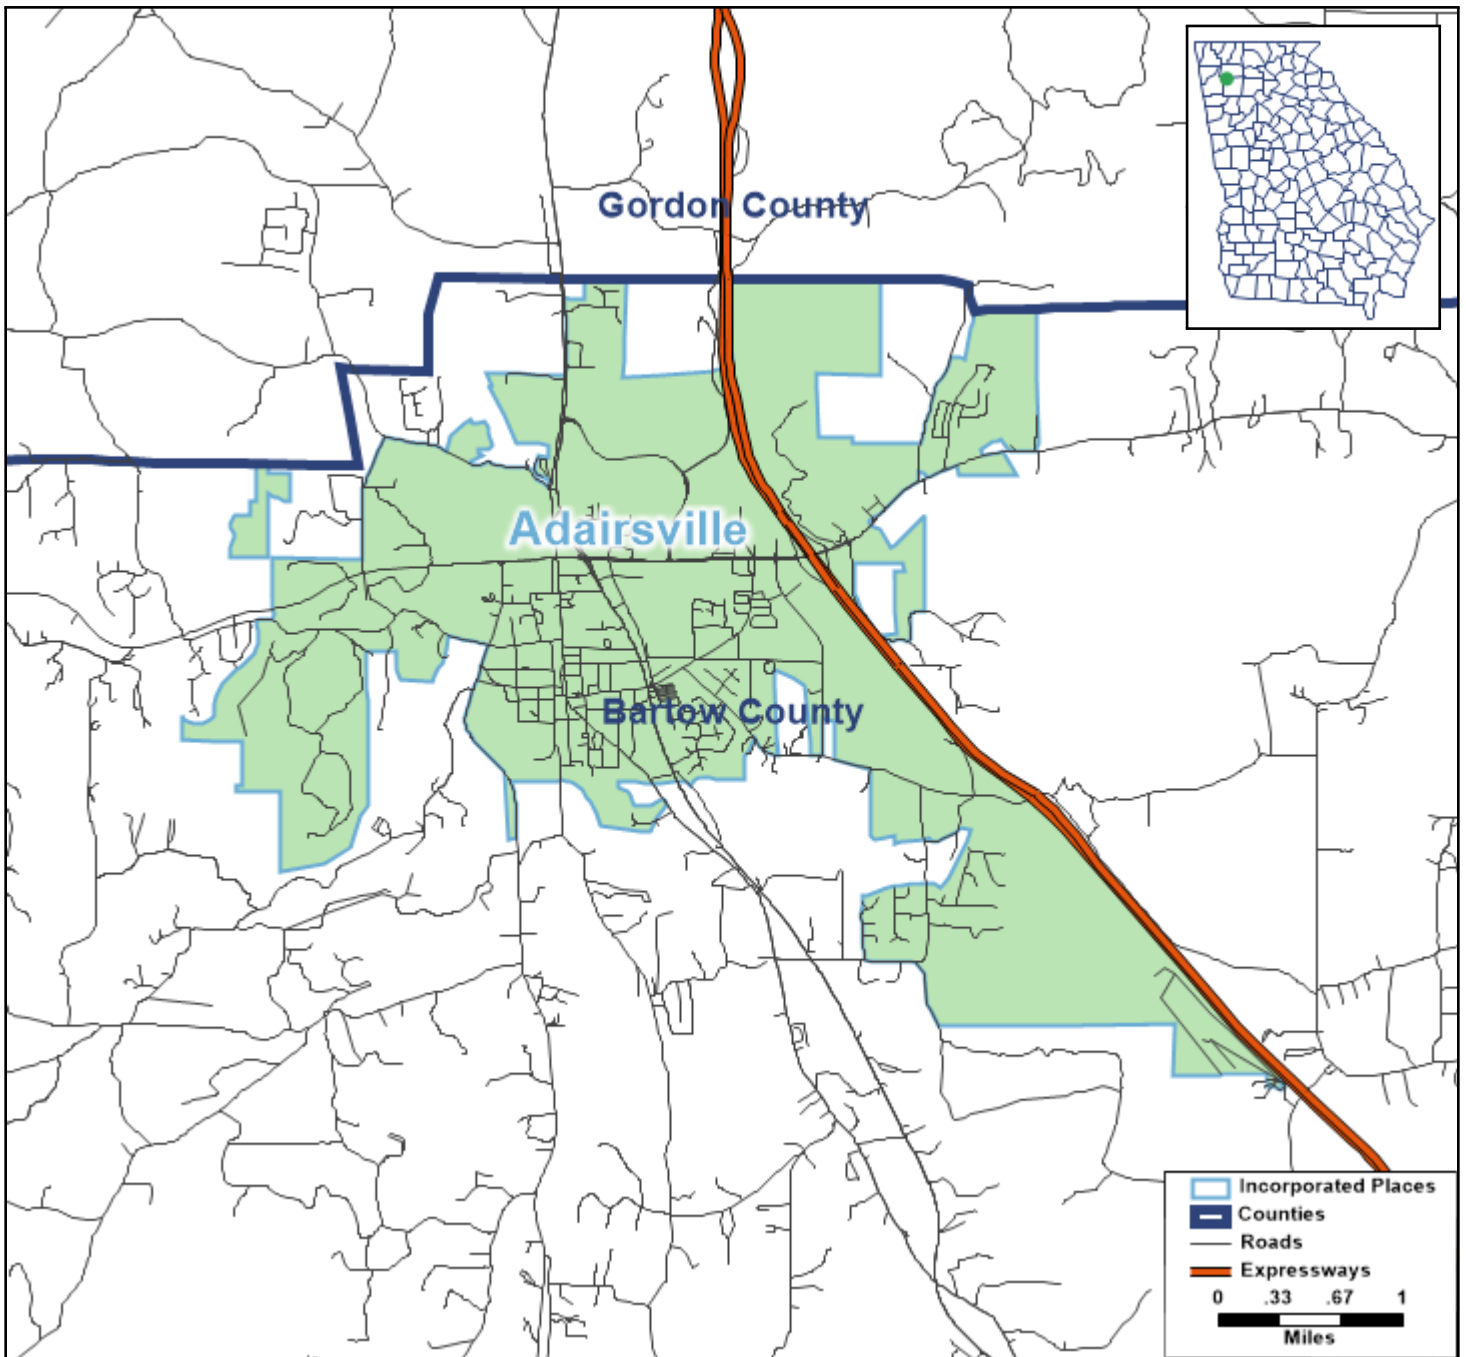 Gordon County
Adairsville
Bartow County
Incorporated Places
Counties
Roads
Expressways
0 .33 .67 1
Miles